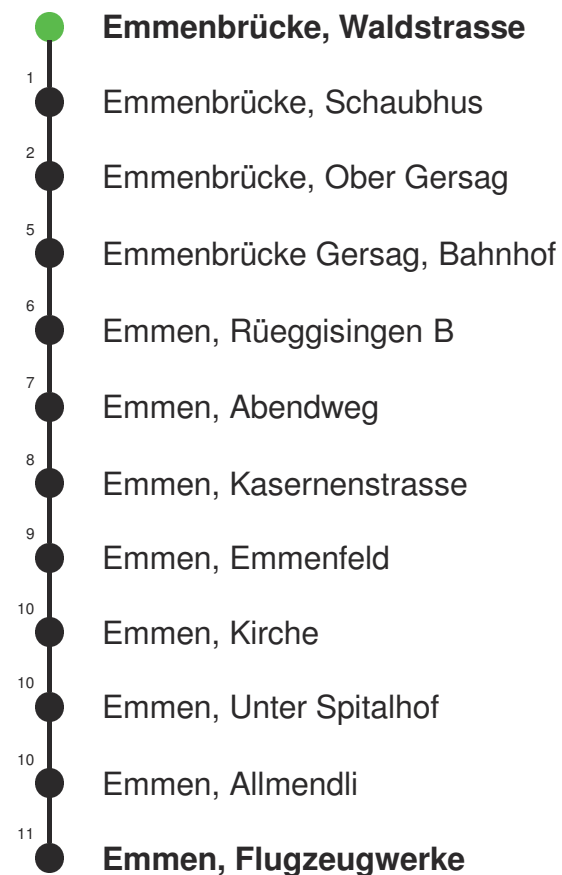 Emmenbrücke, Waldstrasse
1
Emmenbrücke, Schaubhus
2
Emmenbrücke, Ober Gersag
5
Emmenbrücke Gersag, Bahnhof
6
Emmen, Rüeggisingen B
7
Emmen, Abendweg
8
Emmen, Kasernenstrasse
9
Emmen, Emmenfeld
10
Emmen, Kirche
10
Emmen, Unter Spitalhof
10
Emmen, Allmendli
11
Emmen, Flugzeugwerke